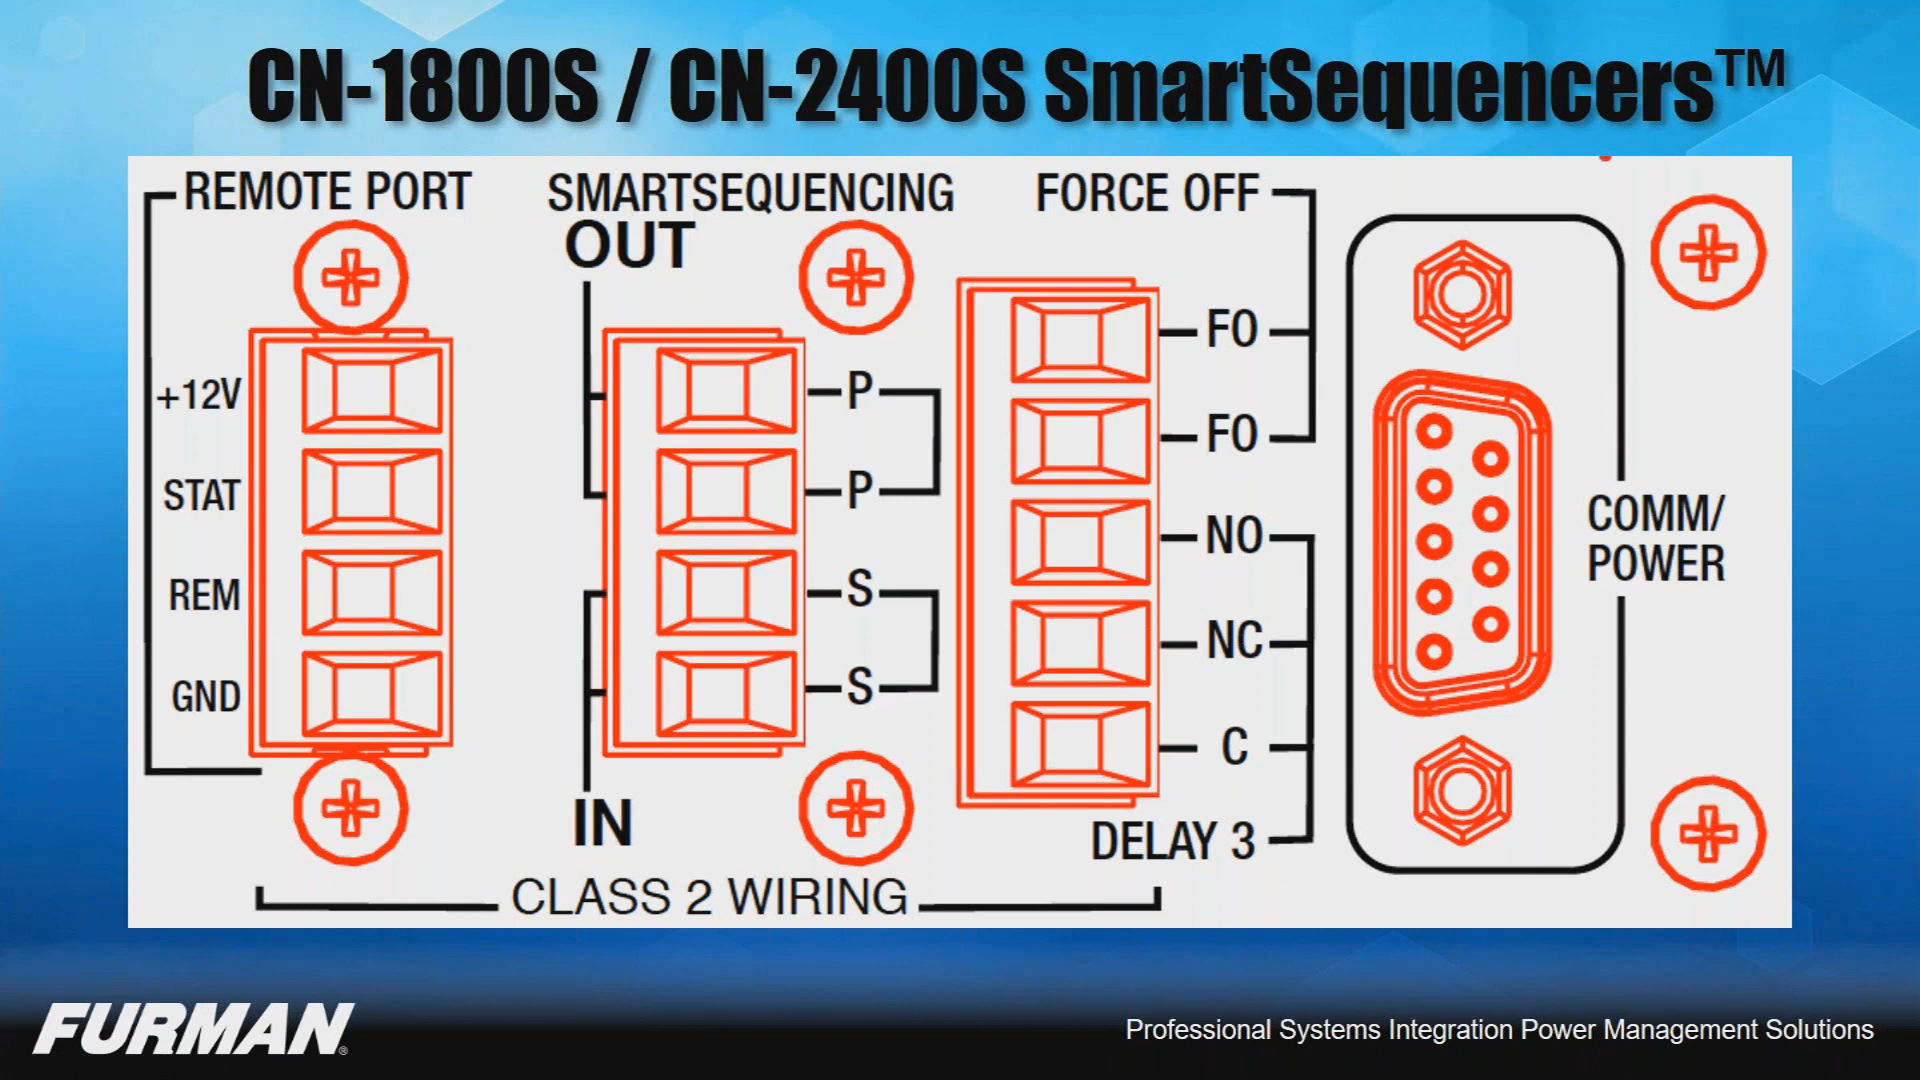 CN-1800S / CN-2400S SmartSequencers™
REMOTE PORT
+12V
STAT
REM
GND
SMARTSEQUENCING
OUT
P
P
S
S
IN
FORCE OFF
FO
FO
NO
NC
C
DELAY 3
COMM/
POWER
CLASS 2 WIRING
FURMAN®
Professional Systems Integration Power Management Solutions